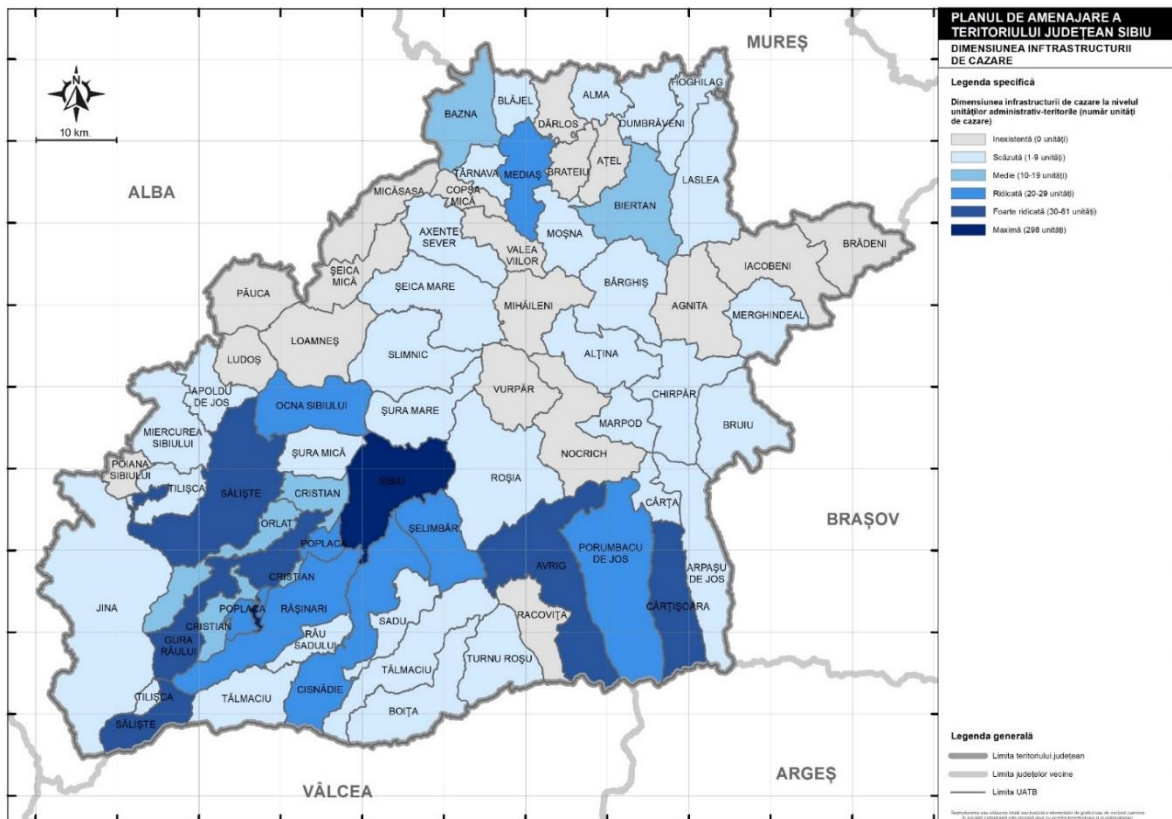 PLANUL DE AMENAJARE A
TERITORIULUI JUDEȚEAN SIBIU
DIMENSIUNEA INFTRASTRUCTURII
DE CAZARE
Legenda specifică
Dimensiunea infrastructurii de cazare la nivelul
unităților administrativ-teritorile (număr unități
de cazare)
Inexistentă (0 unități)
Scăzută (1-9 unități)
Medie (10-19 unități)
Ridicată (20-29 unități)
Foarte ridicată (30-61 unități)
Maximă (298 unități)
N
10 km.
MUREȘ
ALBA
BRAȘOV
ARGEȘ
VÂLCEA
HOGHILAG
BLĂJEL
ALMA
BAZNA
DÂRLOS
DUMBRĂVENI
AȚEL
TÂRNAVA
MEDIAȘ
BRATEIU
LASLEA
MICĂSASA
COPȘA
MICĂ
BIERTAN
AXENTE
SEVER
MOȘNA
VALEA
VIILOR
BRĂDENI
IACOBENI
ȘEICA
MICĂ
ȘEICA MARE
BÂRGHIȘ
PĂUCA
MIHĂILENI
AGNITA
MERGHINDEAL
LOAMNEȘ
SLIMNIC
ALȚINA
LUDOȘ
APOLDU
DE JOS
VURPĂR
CHIRPĂR
OCNA SIBIULUI
ȘURA MARE
MARPOD
BRUIU
MIERCUREA
SIBIULUI
ȘURA MICĂ
NOCRICH
POIANA
SIBIULUI
TILIȘCA
SĂLIȘTE
CRISTIAN
SIBIU
ROȘIA
CÂRȚA
ORLAT
ȘELIMBĂR
POPLACA
PORUMBACU
DE JOS
AVRIG
ARPAȘU
DE JOS
CRISTIAN
JINA
POPLACA
RĂȘINARI
CÂRȚIȘOARA
RACOVIȚA
SADU
CRISTIAN
GURA
RÂULUI
RÂU
SADULUI
TĂLMACIU
TURNU ROȘU
CISNĂDIE
TILIȘCA
TĂLMACIU
BOIȚA
SĂLIȘTE
Legenda generală
Limita teritoriului județean
Limita județelor vecine
Limita UATB